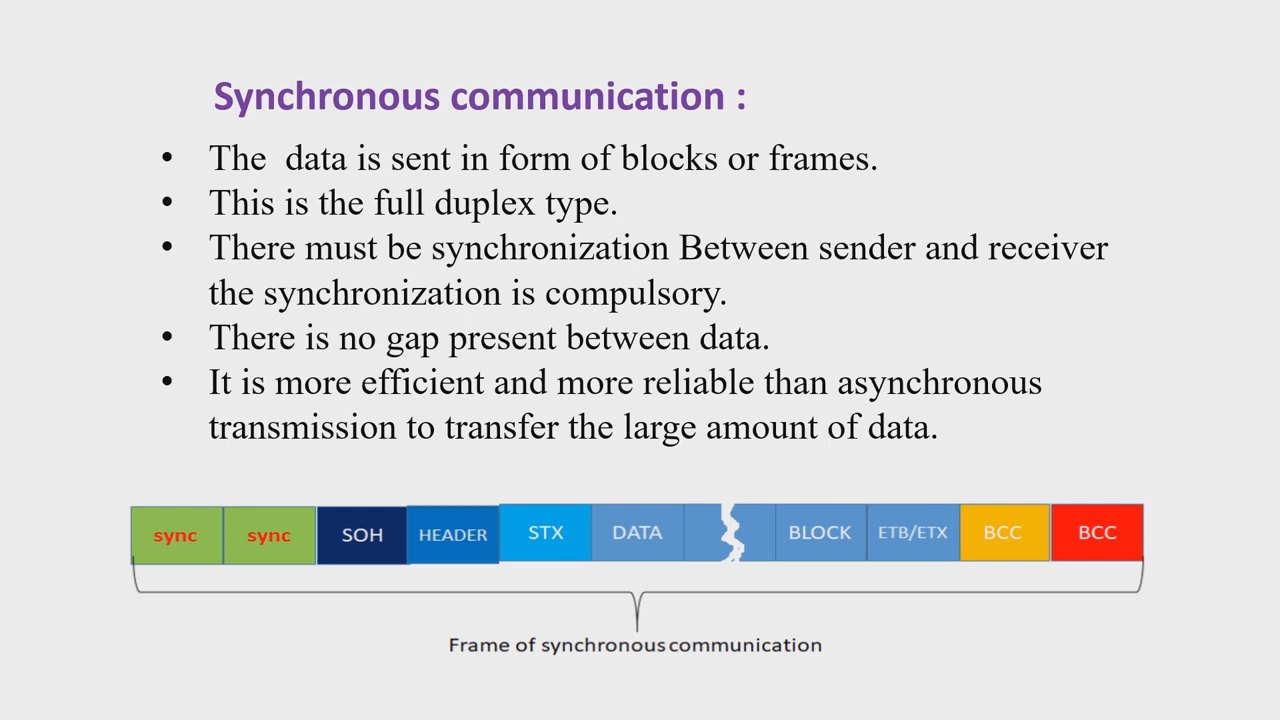 Synchronous communication :
• The  data is sent in form of blocks or frames.
• This is the full duplex type.
• There must be synchronization Between sender and receiver
the synchronization is compulsory.
• There is no gap present between data.
• It is more efficient and more reliable than asynchronous
transmission to transfer the large amount of data.
sync sync SOH HEADER STX DATA BLOCK ETB/ETX BCC BCC
Frame of synchronous communication